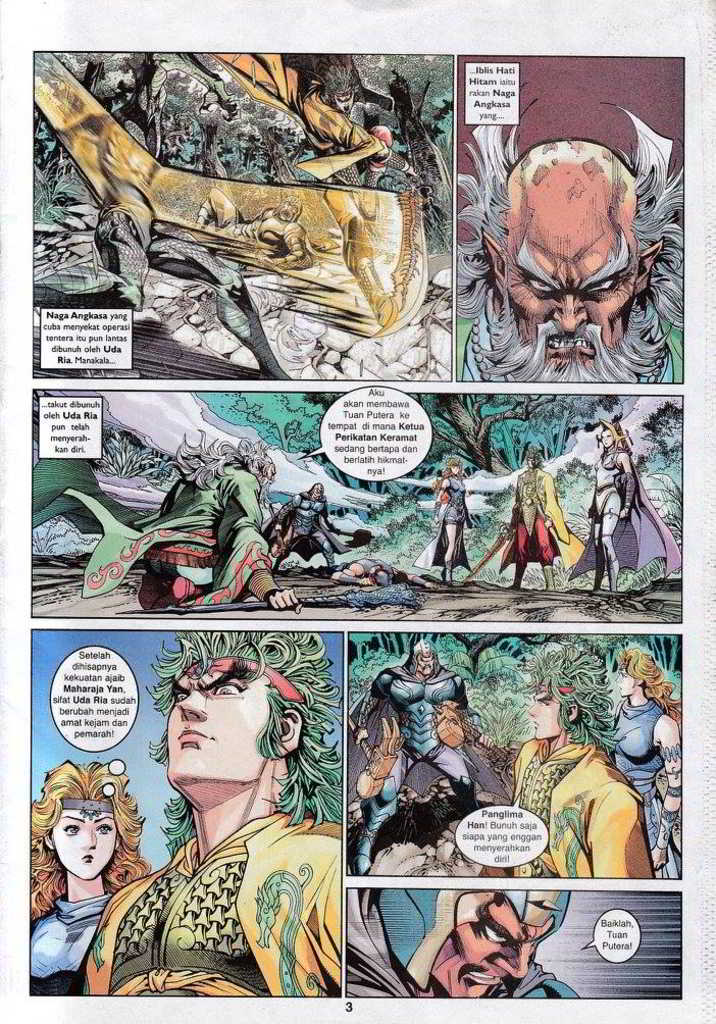 Naga Angkasa yang
cuba menyekat operasi
tentera itu pun lantas
dibunuh oleh Uda
Ria. Manakala...
...Iblis Hati
Hitam iaitu
rakan Naga
Angkasa
yang....
...takut dibunuh
oleh Uda Ria
pun telah
menyerah-
kan diri.
Aku
akan membawa
Tuan Putera ke
tempat di mana Ketua
Perikatan Keramat
sedang bertapa dan
berlatih hikmat-
nya!
Setelah
dihisapnya
kekuatan ajaib
Maharaja Yan,
sifat Uda Ria sudah
berubah menjadi
amat kejam dan
pemarah!
Panglima
Han! Bunuh saja
siapa yang enggan
menyerahkan
diri!
Baiklah,
Tuan
Putera!
3